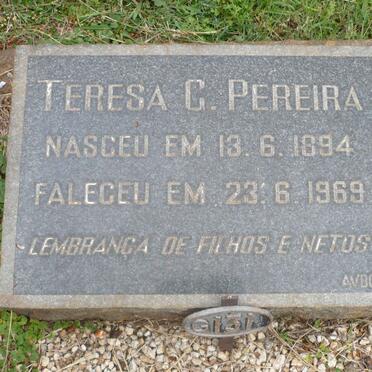 TERESA C. PEREIRA
NASCEU EM 13.6.1894
FALECEU EM 23.6.1969
LEMBRANÇA DE FILHOS E NETOS